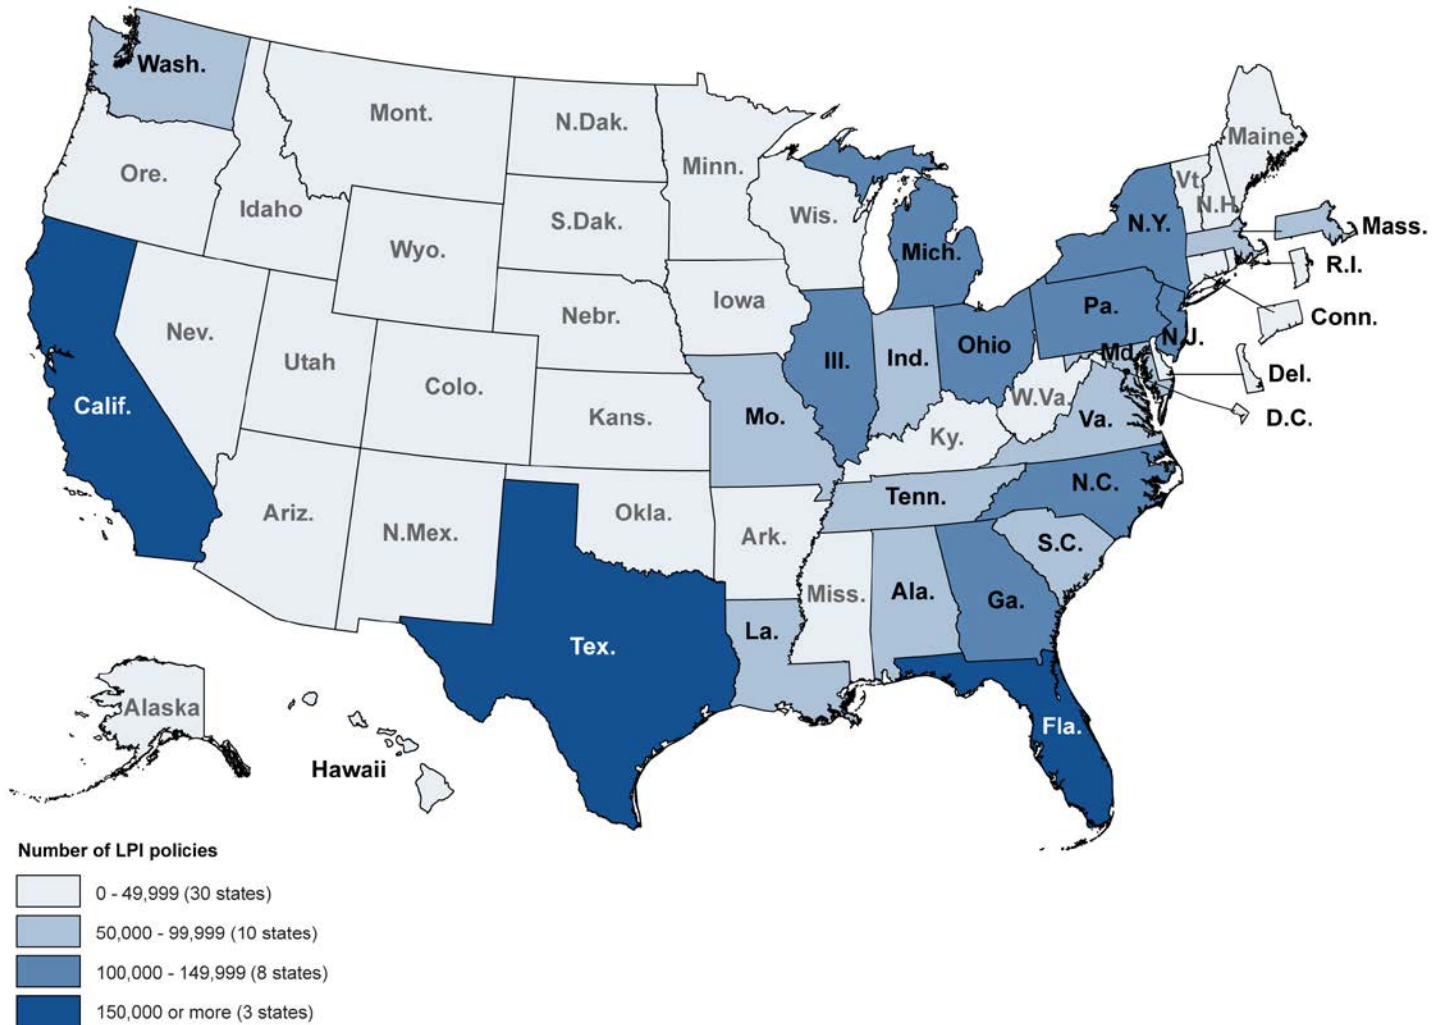 Wash.
Mont.
N.Dak.
Minn.
Maine
Ore.
Idaho
S.Dak.
Wis.
Vt.
N.H.
Wyo.
Mich.
N.Y.
Mass.
R.I.
Iowa
Nebr.
Pa.
Conn.
Nev.
Utah
Colo.
Ill.
Ind.
Ohio
N.J.
Md.
Del.
Calif.
Kans.
Mo.
W.Va.
Va.
D.C.
Ky.
Ariz.
N.Mex.
Okla.
Tenn.
N.C.
Ark.
S.C.
Miss.
Ala.
Ga.
Tex.
La.
Alaska
Fla.
Hawaii
Number of LPI policies
0 - 49,999 (30 states)
50,000 - 99,999 (10 states)
100,000 - 149,999 (8 states)
150,000 or more (3 states)